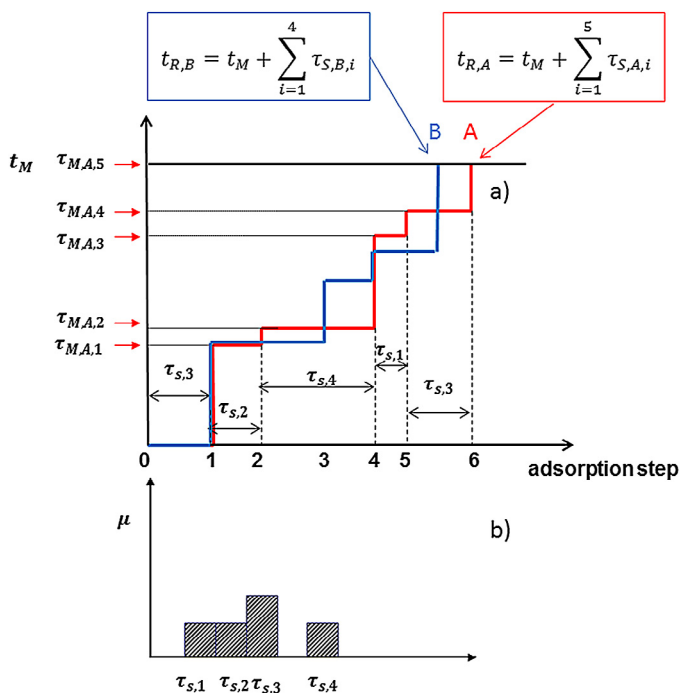 t_{R,B} = t_M + \sum_{i=1}^{4} τ_{S,B,i}
t_{R,A} = t_M + \sum_{i=1}^{5} τ_{S,A,i}
B A
t_M τ_{M,A,5}
a)
τ_{M,A,4}
τ_{M,A,3}
τ_{M,A,2}
τ_{M,A,1}
τ_{s,1}
τ_{s,3} τ_{s,4} τ_{s,3}
τ_{s,2}
0 1 2 3 4 5 6
adsorption step
μ b)
τ_{s,1} τ_{s,2} τ_{s,3} τ_{s,4}